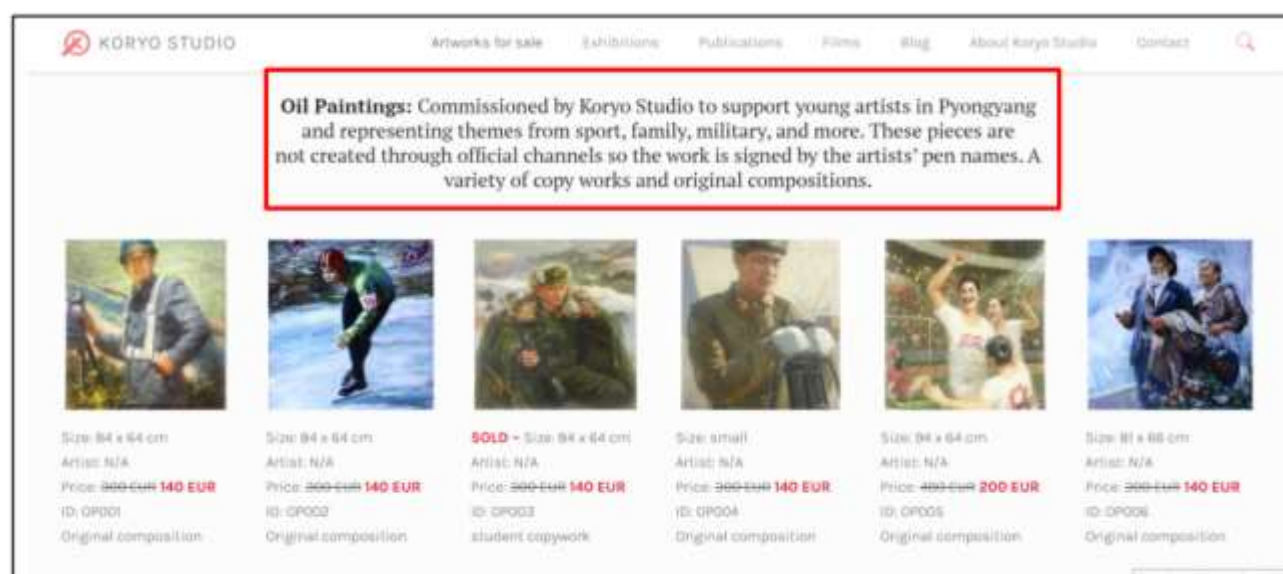 KORYO STUDIO
Artworks for sale
Exhibitions
Publications
Films
Blog
About Koryo Studio
Contact
Oil Paintings: Commissioned by Koryo Studio to support young artists in Pyongyang
and representing themes from sport, family, military, and more. These pieces are
not created through official channels so the work is signed by the artists' pen names. A
variety of copy works and original compositions.
Size: 84 x 64 cm
Artist: N/A
Price: 300 EUR 140 EUR
ID: OP001
Original composition
Size: 84 x 64 cm
Artist: N/A
Price: 300 EUR 140 EUR
ID: OP002
Original composition
SOLD – Size: 84 x 64 cm
Artist: N/A
Price: 300 EUR 140 EUR
ID: OP003
student copywork
Size: small
Artist: N/A
Price: 300 EUR 140 EUR
ID: OP004
Original composition
Size: 84 x 64 cm
Artist: N/A
Price: 400 EUR 200 EUR
ID: OP005
Original composition
Size: 81 x 66 cm
Artist: N/A
Price: 300 EUR 140 EUR
ID: OP006
Original composition